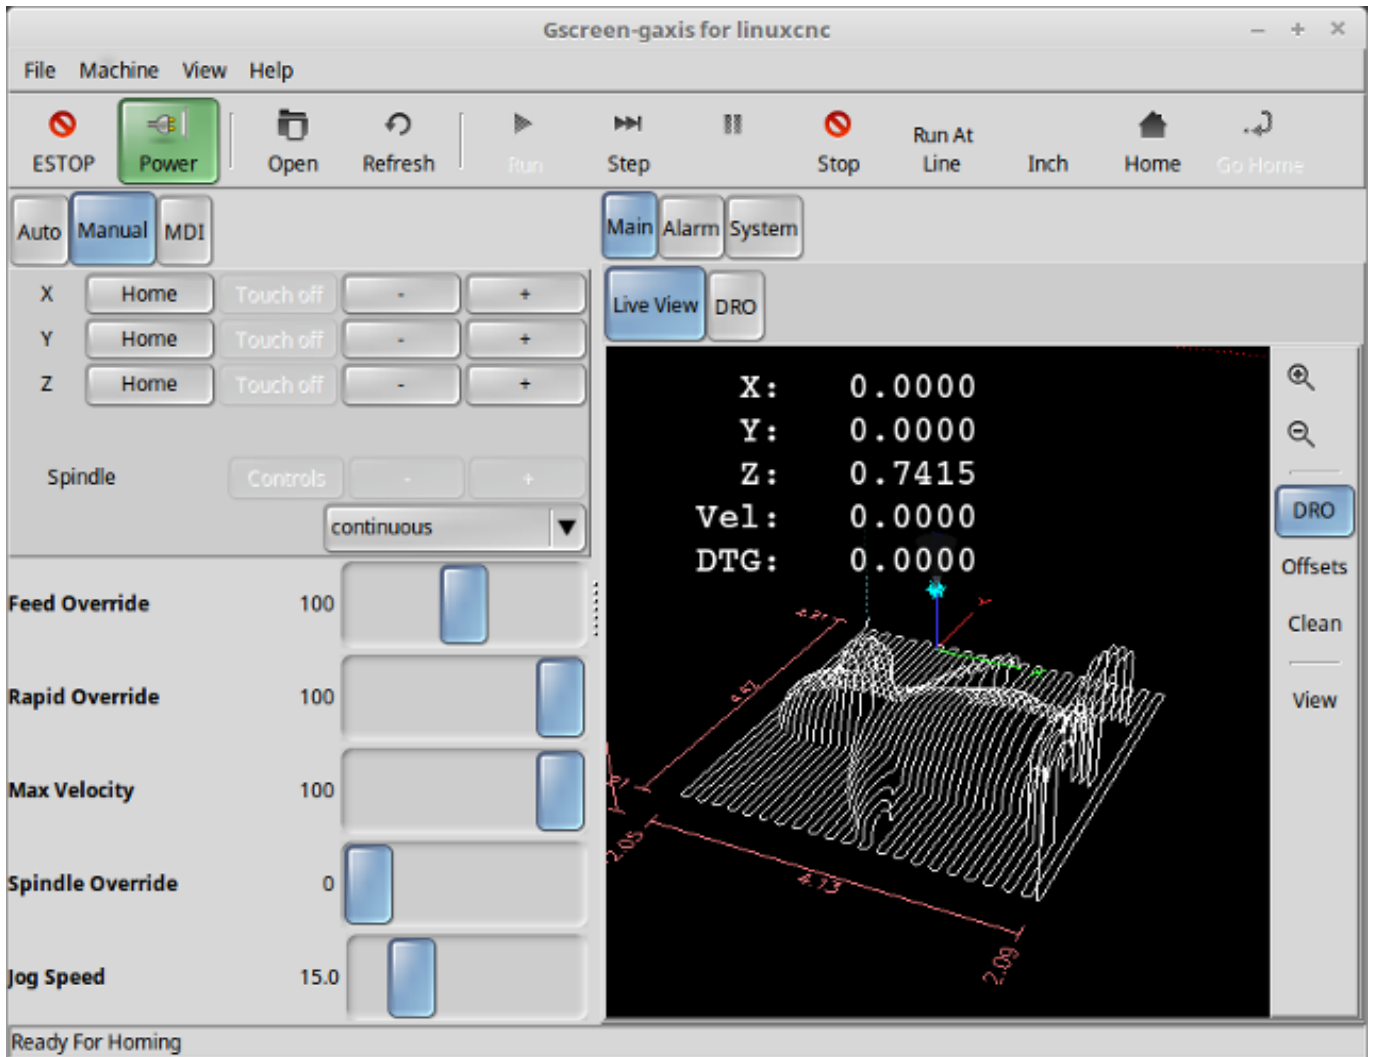 Gscreen-gaxis for linuxcnc
File Machine View Help
ESTOP Power Open Refresh Run Step Stop Run At Line Inch Home Go Home
Auto Manual MDI
Main Alarm System
X Home Touch off - +
Y Home Touch off - +
Z Home Touch off - +
Spindle Controls - +
continuous
Feed Override 100
Rapid Override 100
Max Velocity 100
Spindle Override 0
Jog Speed 15.0
Live View DRO
X: 0.0000
Y: 0.0000
Z: 0.7415
Vel: 0.0000
DTG: 0.0000
2.05
4.13
2.09
DRO
Offsets
Clean
View
Ready For Homing